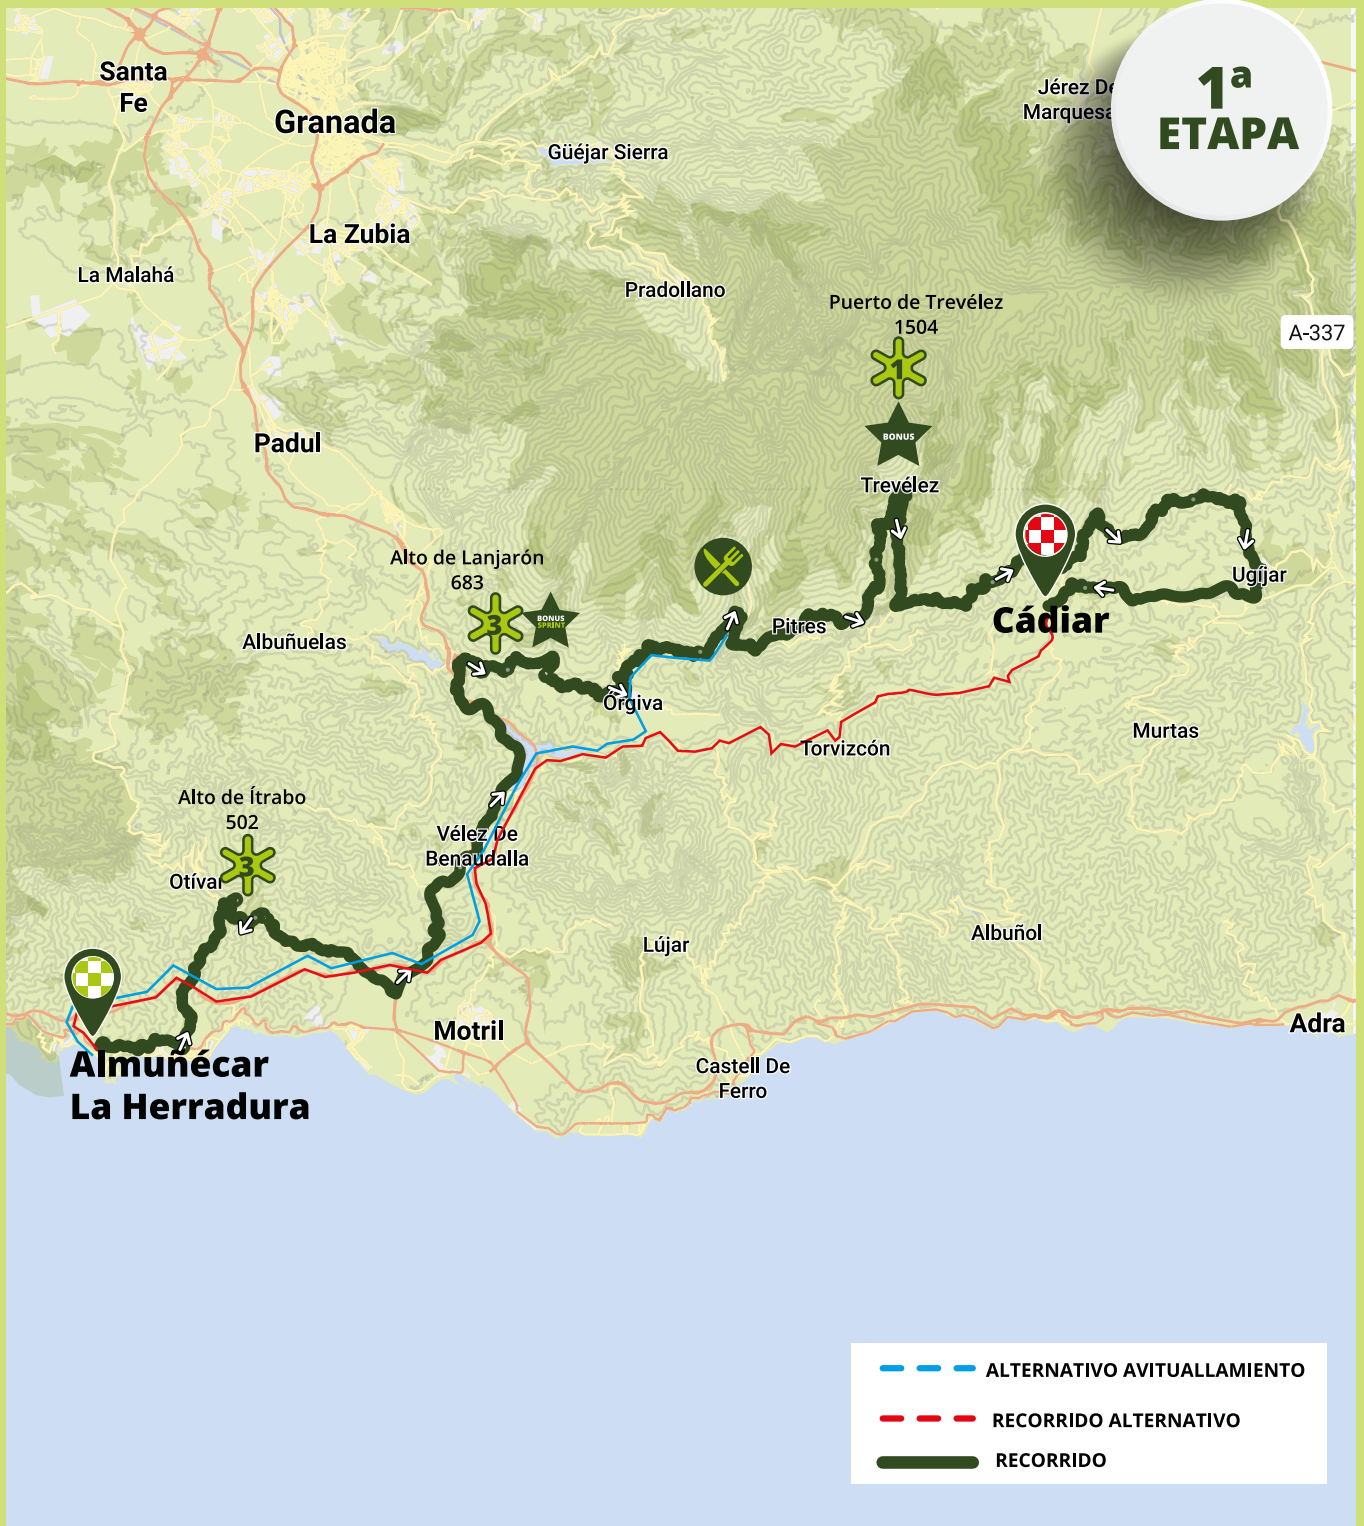 1ª
ETAPA
Santa
Fe
Granada
Güéjar Sierra
Jérez De
Marquesa
La Zubia
La Malahá
Pradollano
Puerto de Trevélez
1504
1
BONUS
A-337
Padul
Trevélez
Alto de Lanjarón
683
3
BONUS
SPRINT
Ugíjar
Cádiar
Pitres
Albuñuelas
Órgiva
Torvizcón
Murtas
Alto de Ítrabo
502
3
Otívar
Vélez De
Benaudalla
Lújar
Albuñol
Motril
Adra
Almuñécar
La Herradura
Castell De
Ferro
ALTERNATIVO AVITUALLAMIENTO
RECORRIDO ALTERNATIVO
RECORRIDO